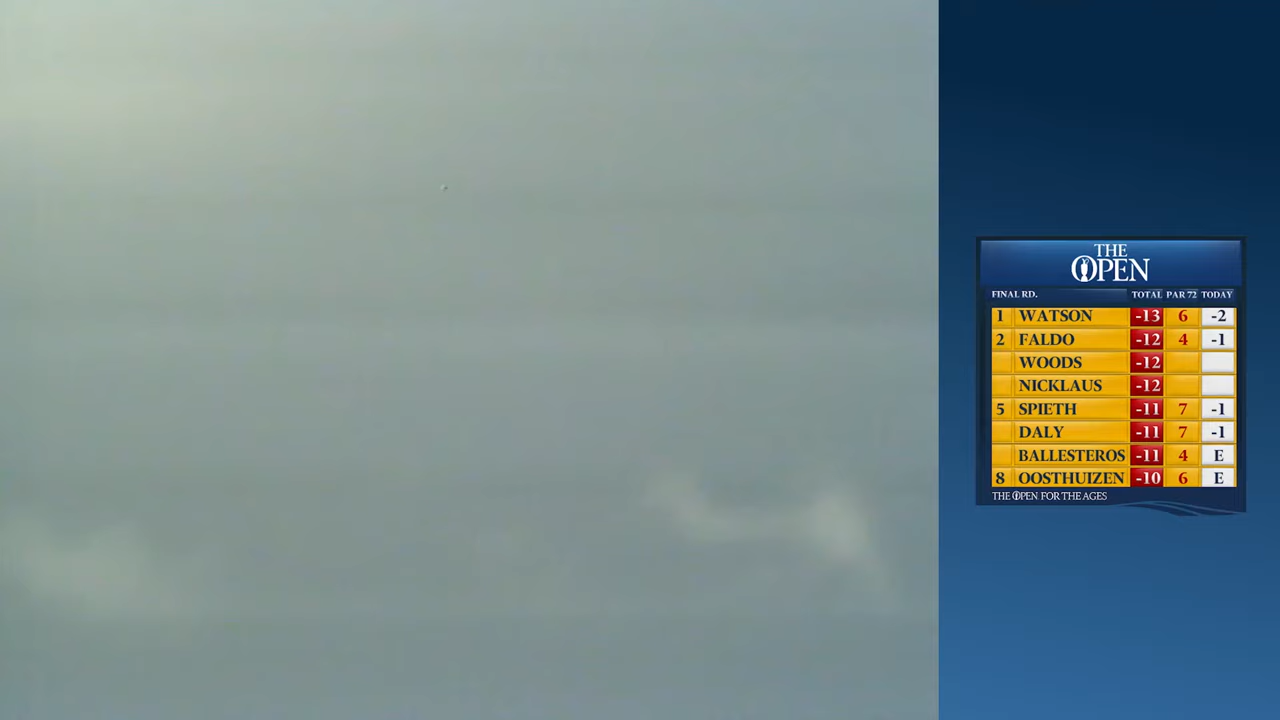 THE
OPEN
FINAL RD. TOTAL PAR 72 TODAY
1 WATSON -13 6 -2
2 FALDO -12 4 -1
WOODS -12
NICKLAUS -12
5 SPIETH -11 7 -1
DALY -11 7 -1
BALLESTEROS -11 4 E
8 OOSTHUIZEN -10 6 E
THE OPEN FOR THE AGES